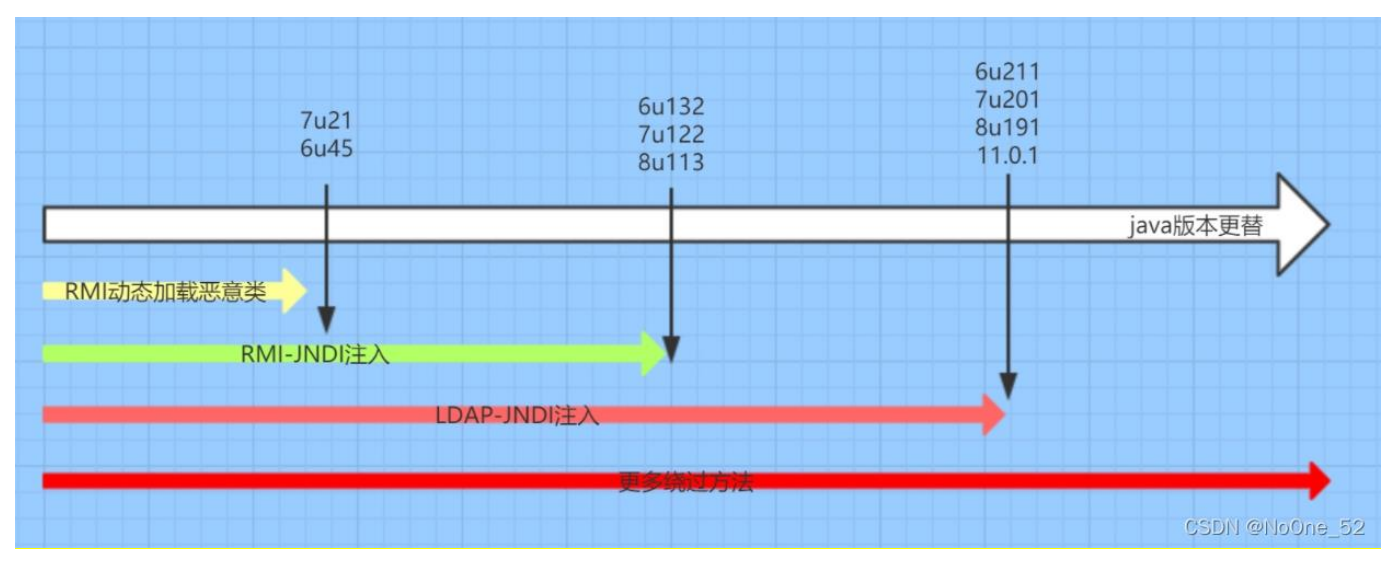 7u21
6u45
6u132
7u122
8u113
6u211
7u201
8u191
11.0.1
java版本更替
RMI动态加载恶意类
RMI-JNDI注入
LDAP-JNDI注入
更多绕过方法
CSDN @NoOne_52